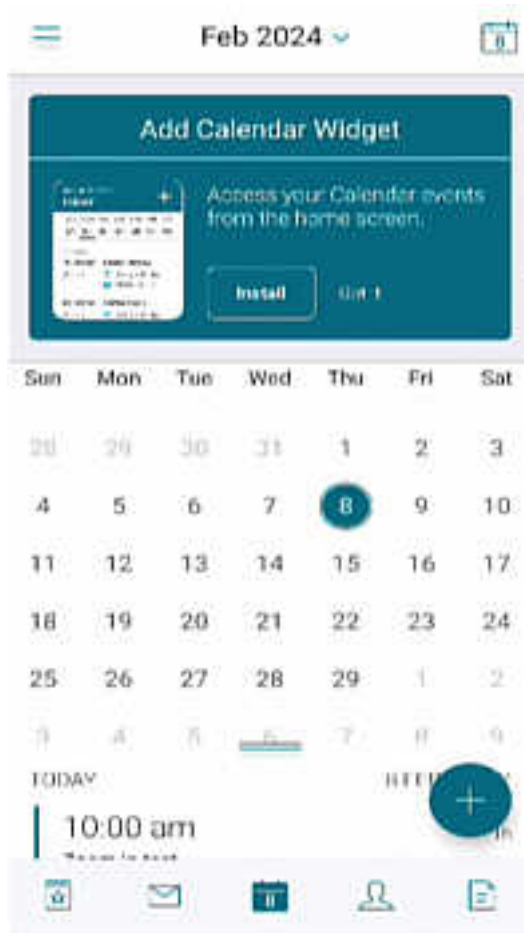 Feb 2024
8
Add Calendar Widget
Access your Calendar events
from the home screen.
Install
Sun Mon Tue Wed Thu Fri Sat
28 29 30 31 1 2 3
4 5 6 7 8 9 10
11 12 13 14 15 16 17
18 19 20 21 22 23 24
25 26 27 28 29 1 2
3 4 5 6 7 8 9
TODAY
10:00 am
8